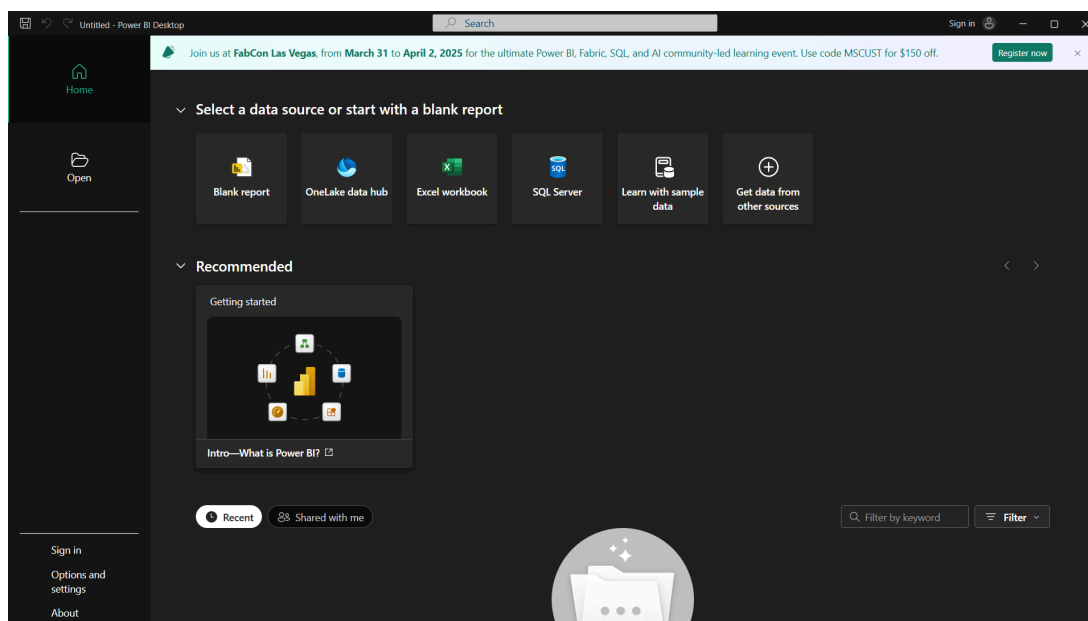 Untitled - Power BI Desktop
Search
Sign in
Join us at FabCon Las Vegas, from March 31 to April 2, 2025 for the ultimate Power BI, Fabric, SQL, and AI community-led learning event. Use code MSCUST for $150 off.
Register now
Home
Open
Select a data source or start with a blank report
Blank report
OneLake data hub
Excel workbook
SQL
SQL Server
Learn with sample
data
Get data from
other sources
Recommended
Getting started
Intro—What is Power BI?
Recent
Shared with me
Filter by keyword
Filter
Sign in
Options and
settings
About